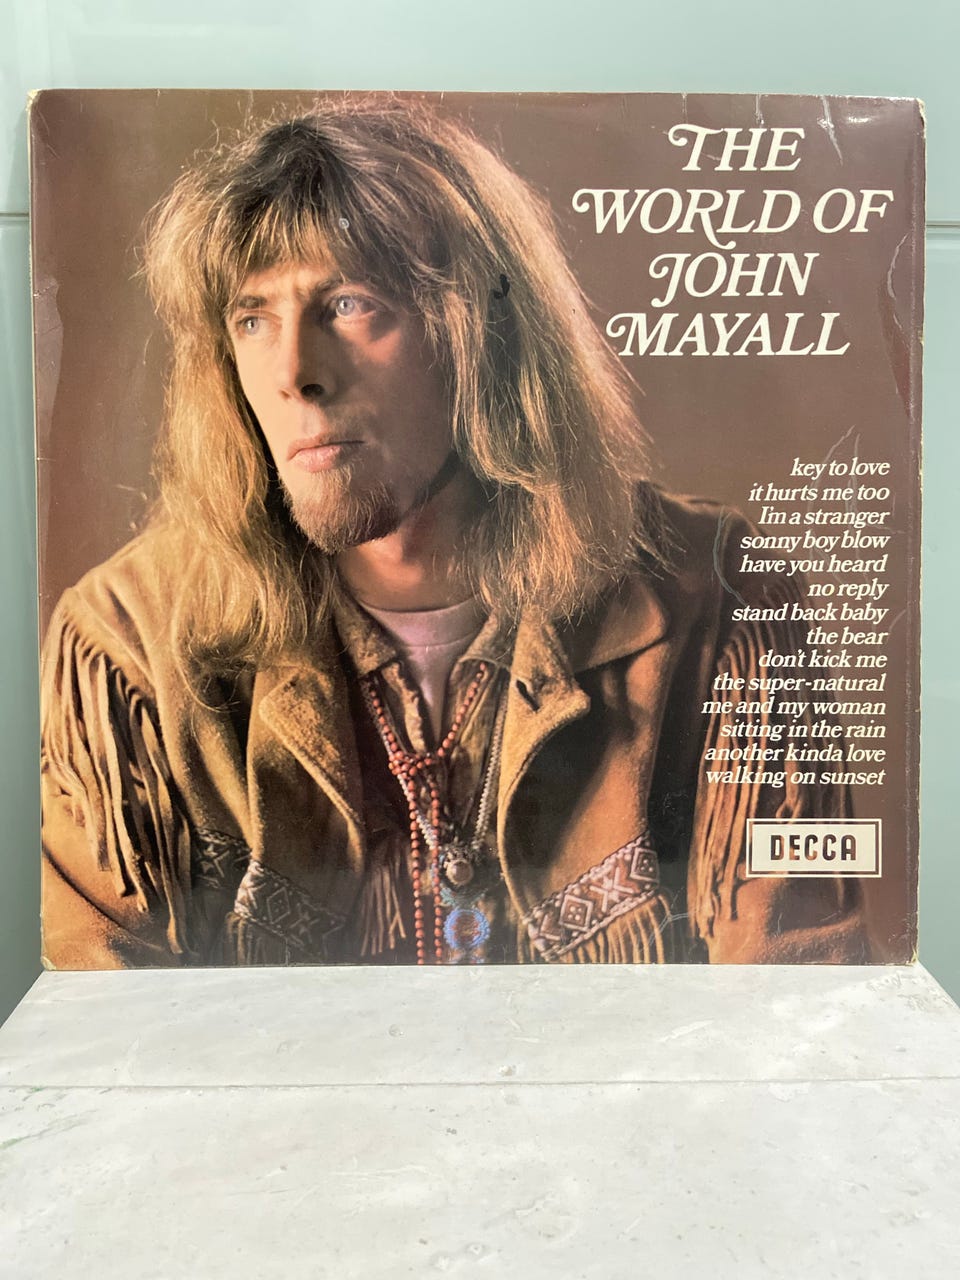 THE
WORLD OF
JOHN
MAYALL
key to love
it hurts me too
I'm a stranger
sonny boy blow
have you heard
no reply
stand back baby
the bear
don't kick me
the super-natural
me and my woman
sitting in the rain
another kinda love
walking on sunset
DECCA